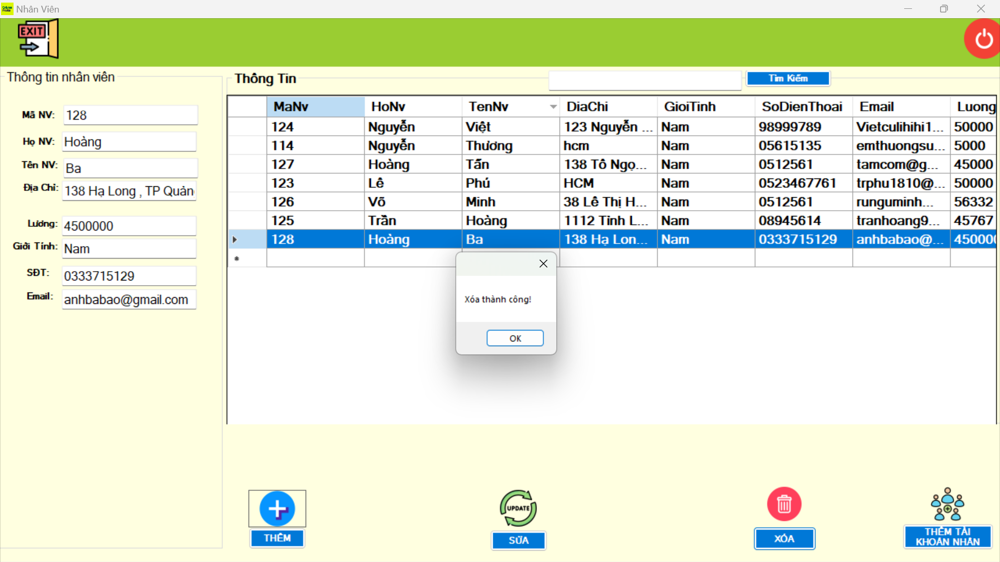 Nhân Viên
EXIT
Thông tin nhân viên
Thông Tin
Tìm Kiếm
Mã NV: 128
Họ NV: Hoàng
Tên NV: Ba
Địa Chỉ: 138 Hạ Long , TP Quản
Lương: 4500000
Giới Tính: Nam
SĐT: 0333715129
Email: anhbabao@gmail.com
MaNv HoNv TenNv DiaChi GioiTinh SoDienThoai Email Luong
124 Nguyễn Việt 123 Nguyễn ... Nam 98999789 Vietculihihi1... 50000
114 Nguyễn Thương hcm Nam 05615135 emthuongsu... 5000
127 Hoàng Tấn 138 Tô Ngọ... Nam 0512561 tamcom@g... 45000
123 Lê Phú HCM Nam 0523467761 trphu1810@... 50000
126 Võ Minh 38 Lê Thị H... Nam 0512561 runguminh... 56332
125 Trần Hoàng 1112 Tỉnh L... Nam 08945614 tranhoang9... 45767
128 Hoàng Ba 138 Hạ Lon... Nam 0333715129 anhbabao@... 45000
Xóa thành công!
OK
THÊM
UPDATE
SỬA
XÓA
THÊM TÀI
KHOẢN NHÂN